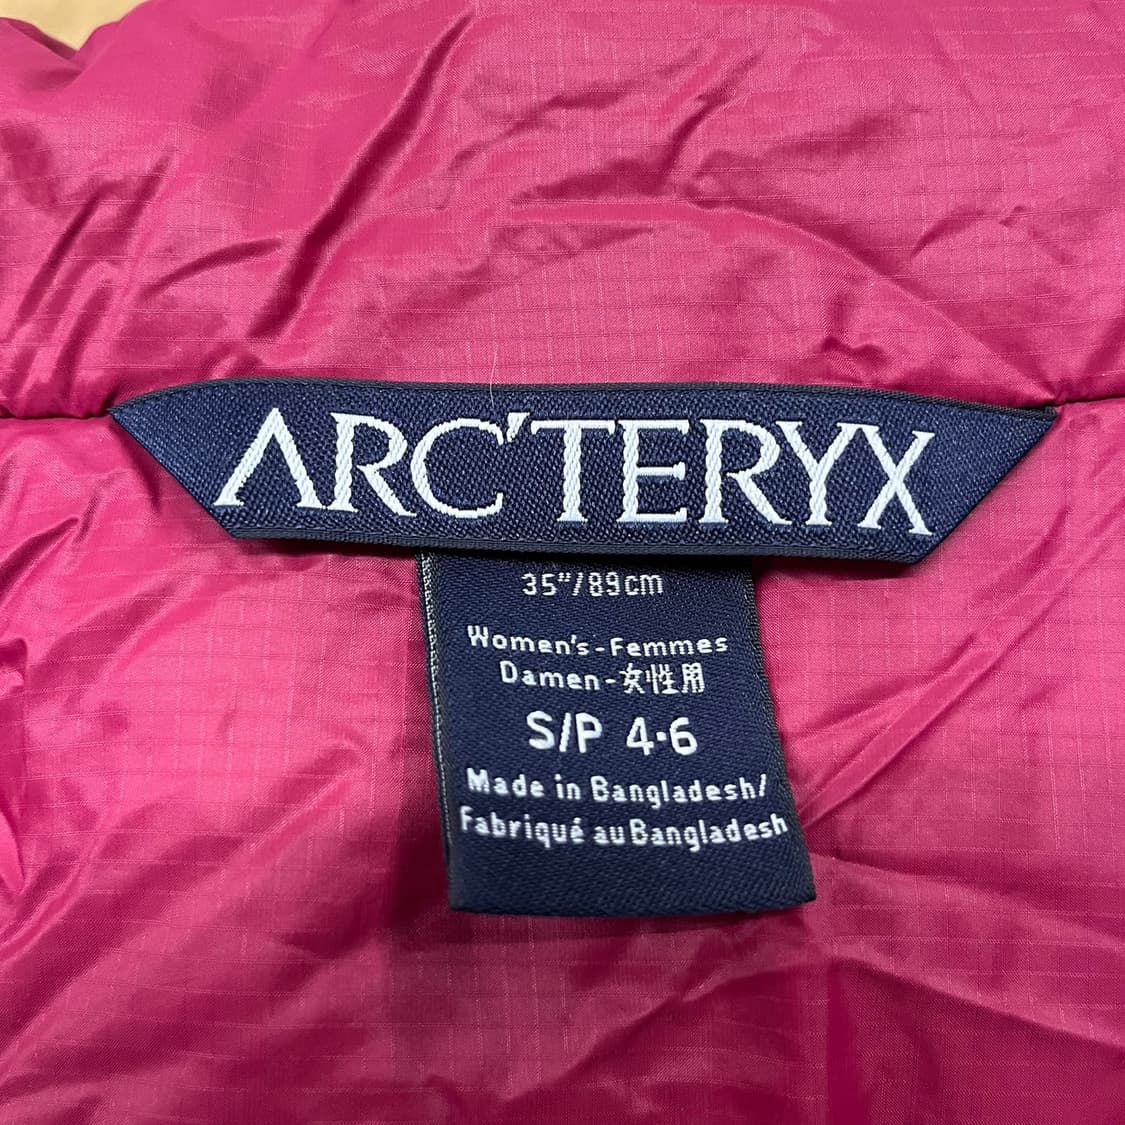 ARC'TERYX
35"/89cm
Women's-Femmes
Damen-女性用
S/P 4·6
Made in Bangladesh/
Fabriqué au Bangladesh